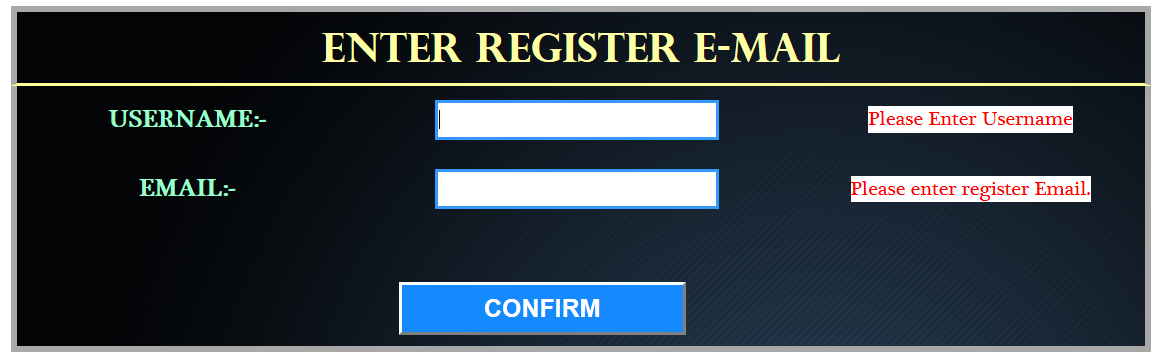 ENTER REGISTER E-MAIL
USERNAME:- Please Enter Username
EMAIL:- Please enter register Email.
CONFIRM